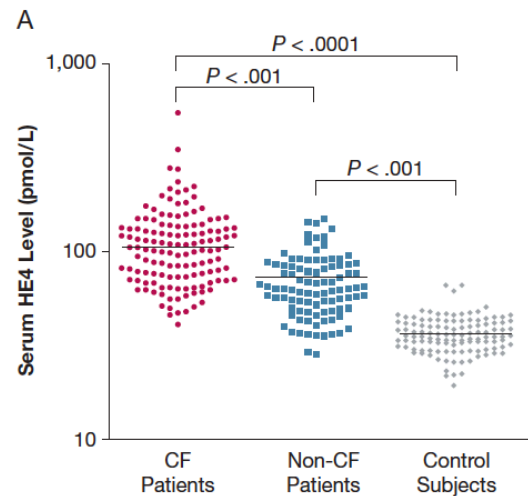 A
P < .0001
P < .001
P < .001
1,000
100
10
Serum HE4 Level (pmol/L)
CF
Patients
Non-CF
Patients
Control
Subjects